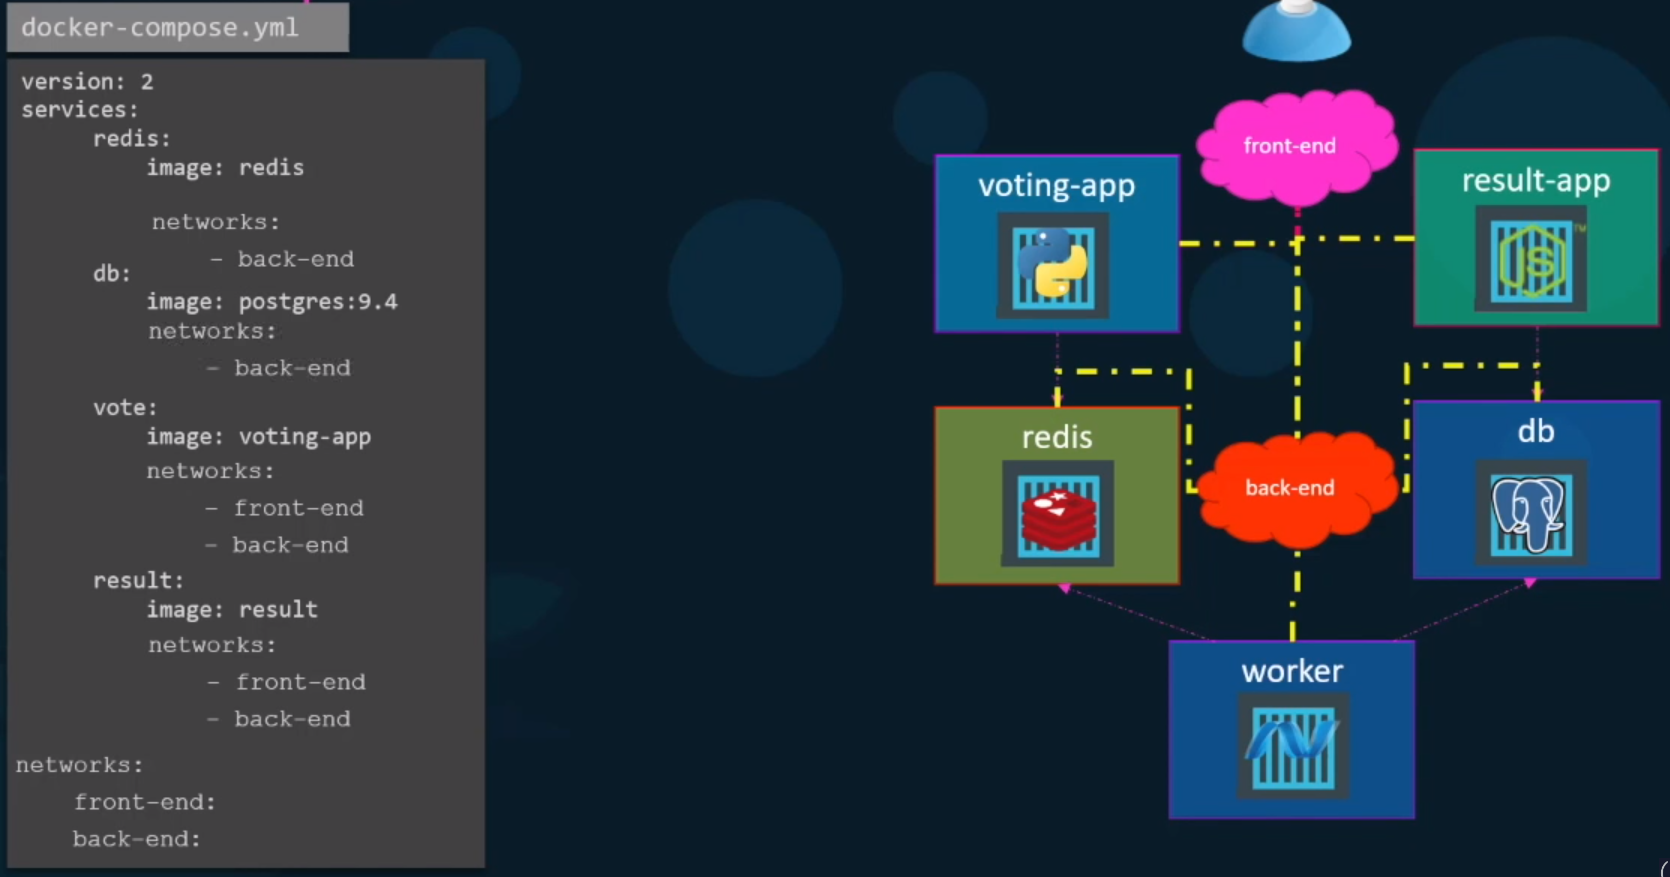 docker-compose.yml
version: 2
services:
redis:
image: redis
networks:
- back-end
db:
image: postgres:9.4
networks:
- back-end
vote:
image: voting-app
networks:
- front-end
- back-end
result:
image: result
networks:
- front-end
- back-end
networks:
front-end:
back-end:
front-end
voting-app
result-app
JS
TM
redis
db
back-end
worker